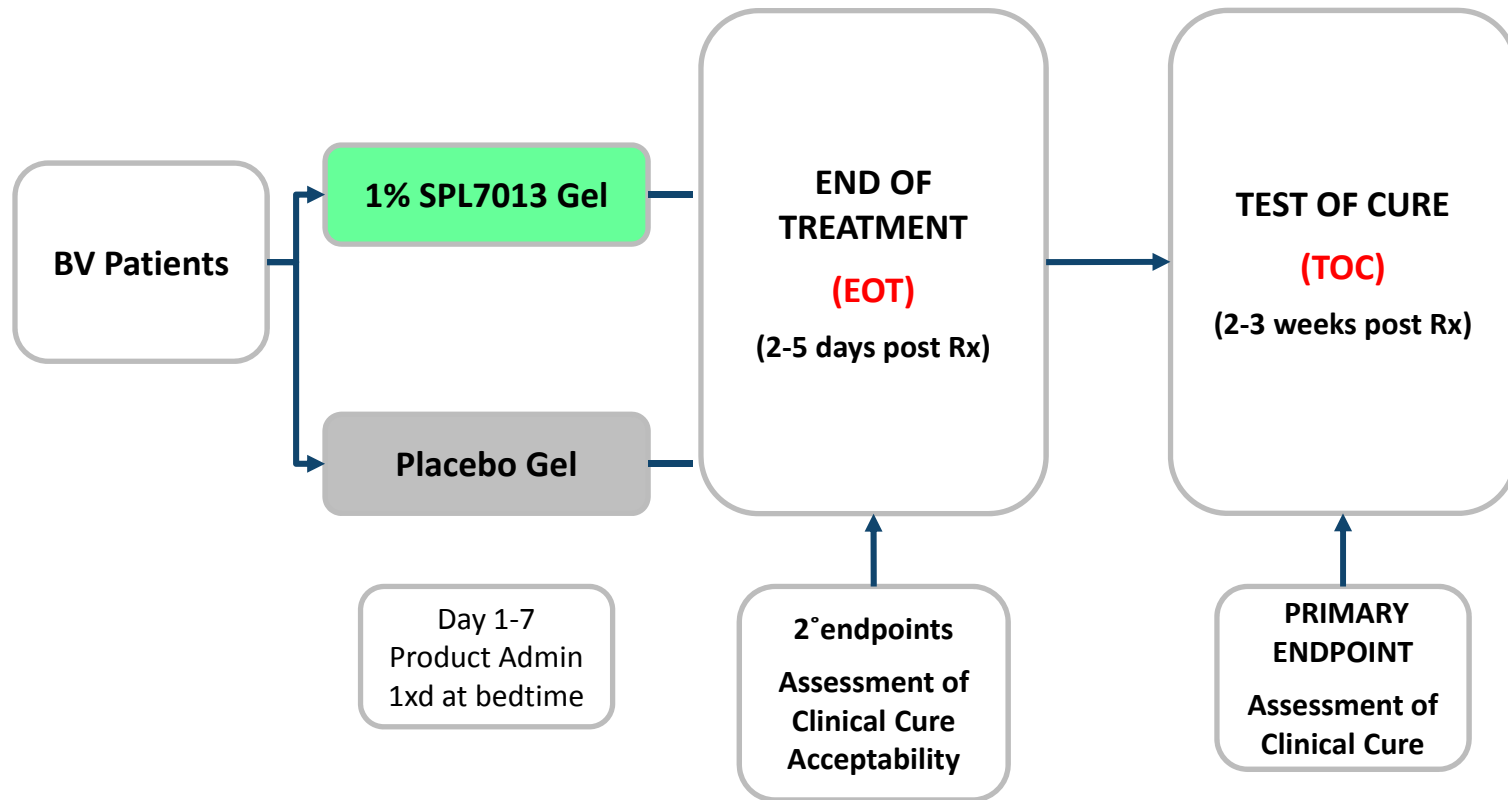 BV Patients
1% SPL7013 Gel
Placebo Gel
Day 1-7
Product Admin
1xd at bedtime
END OF
TREATMENT
(EOT)
(2-5 days post Rx)
2˚endpoints
Assessment of
Clinical Cure
Acceptability
TEST OF CURE
(TOC)
(2-3 weeks post Rx)
PRIMARY
ENDPOINT
Assessment of
Clinical Cure